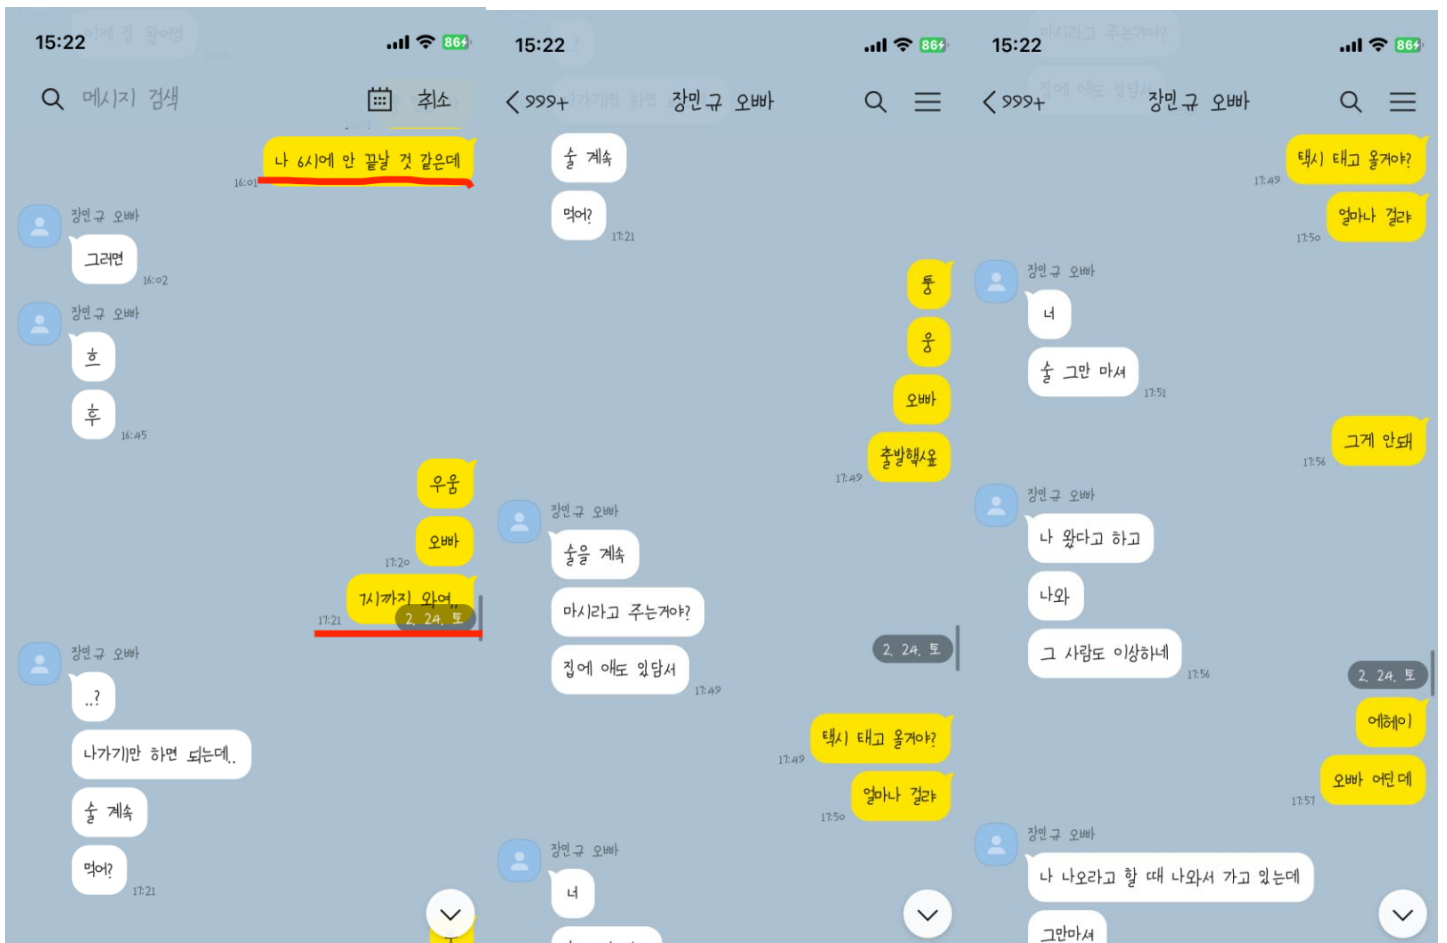 15:22
86
메시지 검색
취소
나 6시에 안 끝날 것 같은데
16:01
장민규 오빠
그러면
16:02
장민규 오빠
흐
후
16:45
우움
오빠
17:20
7시까지 와여..
17:21
2. 24. 토
장민규 오빠
..?
나가기만 하면 되는데..
술 계속
먹어?
17:21
15:22
86
999+
장민규 오빠
술 계속
먹어?
17:21
퉁
웅
오빠
17:49
장민규 오빠
술을 계속
마시라고 주는거야?
집에 애도 있담서
17:49
2. 24. 토
택시 태고 올거야?
17:49
얼마나 걸랴
17:50
장민규 오빠
너
15:22
86
999+
장민규 오빠
택시 태고 올거야?
17:49
얼마나 걸랴
17:50
장민규 오빠
너
술 그만 마셔
17:51
그게 안돼
17:56
장민규 오빠
나 왔다고 하고
나와
그 사람도 이상하네
17:56
2. 24. 토
에헤이
오빠 어딘데
17:57
장민규 오빠
나 나오라고 할 때 나와서 가고 있는데
그만마셔